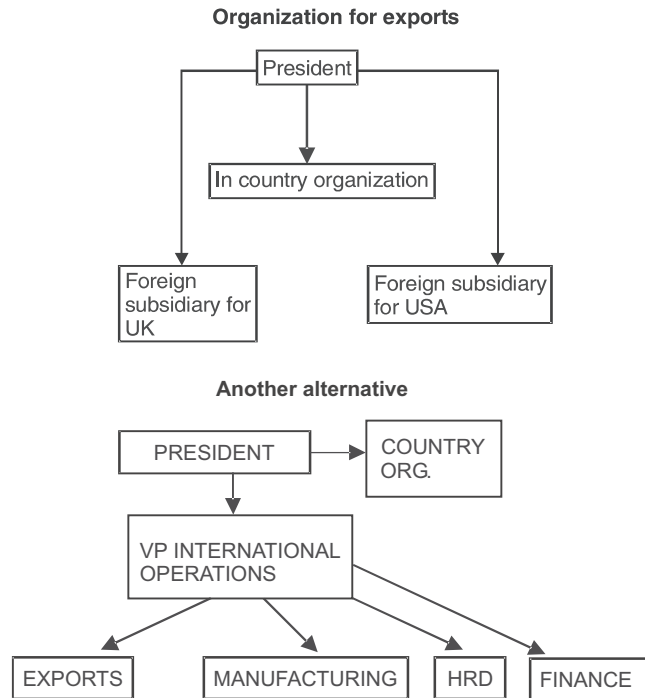 Organization for exports
President
In country organization
Foreign
subsidiary for
UK
Foreign subsidiary
for USA
Another alternative
PRESIDENT
COUNTRY
ORG.
VP INTERNATIONAL
OPERATIONS
EXPORTS
MANUFACTURING
HRD
FINANCE